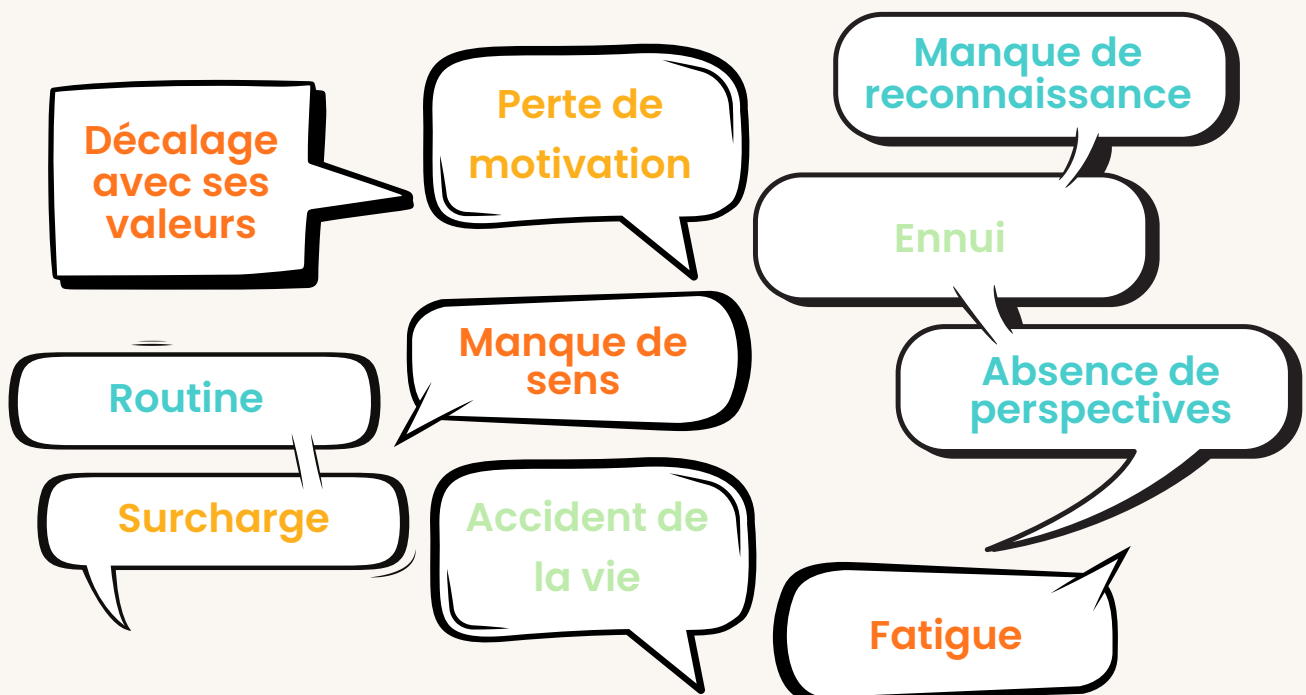 Décalage
avec ses
valeurs
Perte de
motivation
Manque de
reconnaissance
Ennui
Manque de
sens
Absence de
perspectives
Routine
Surcharge
Accident de
la vie
Fatigue